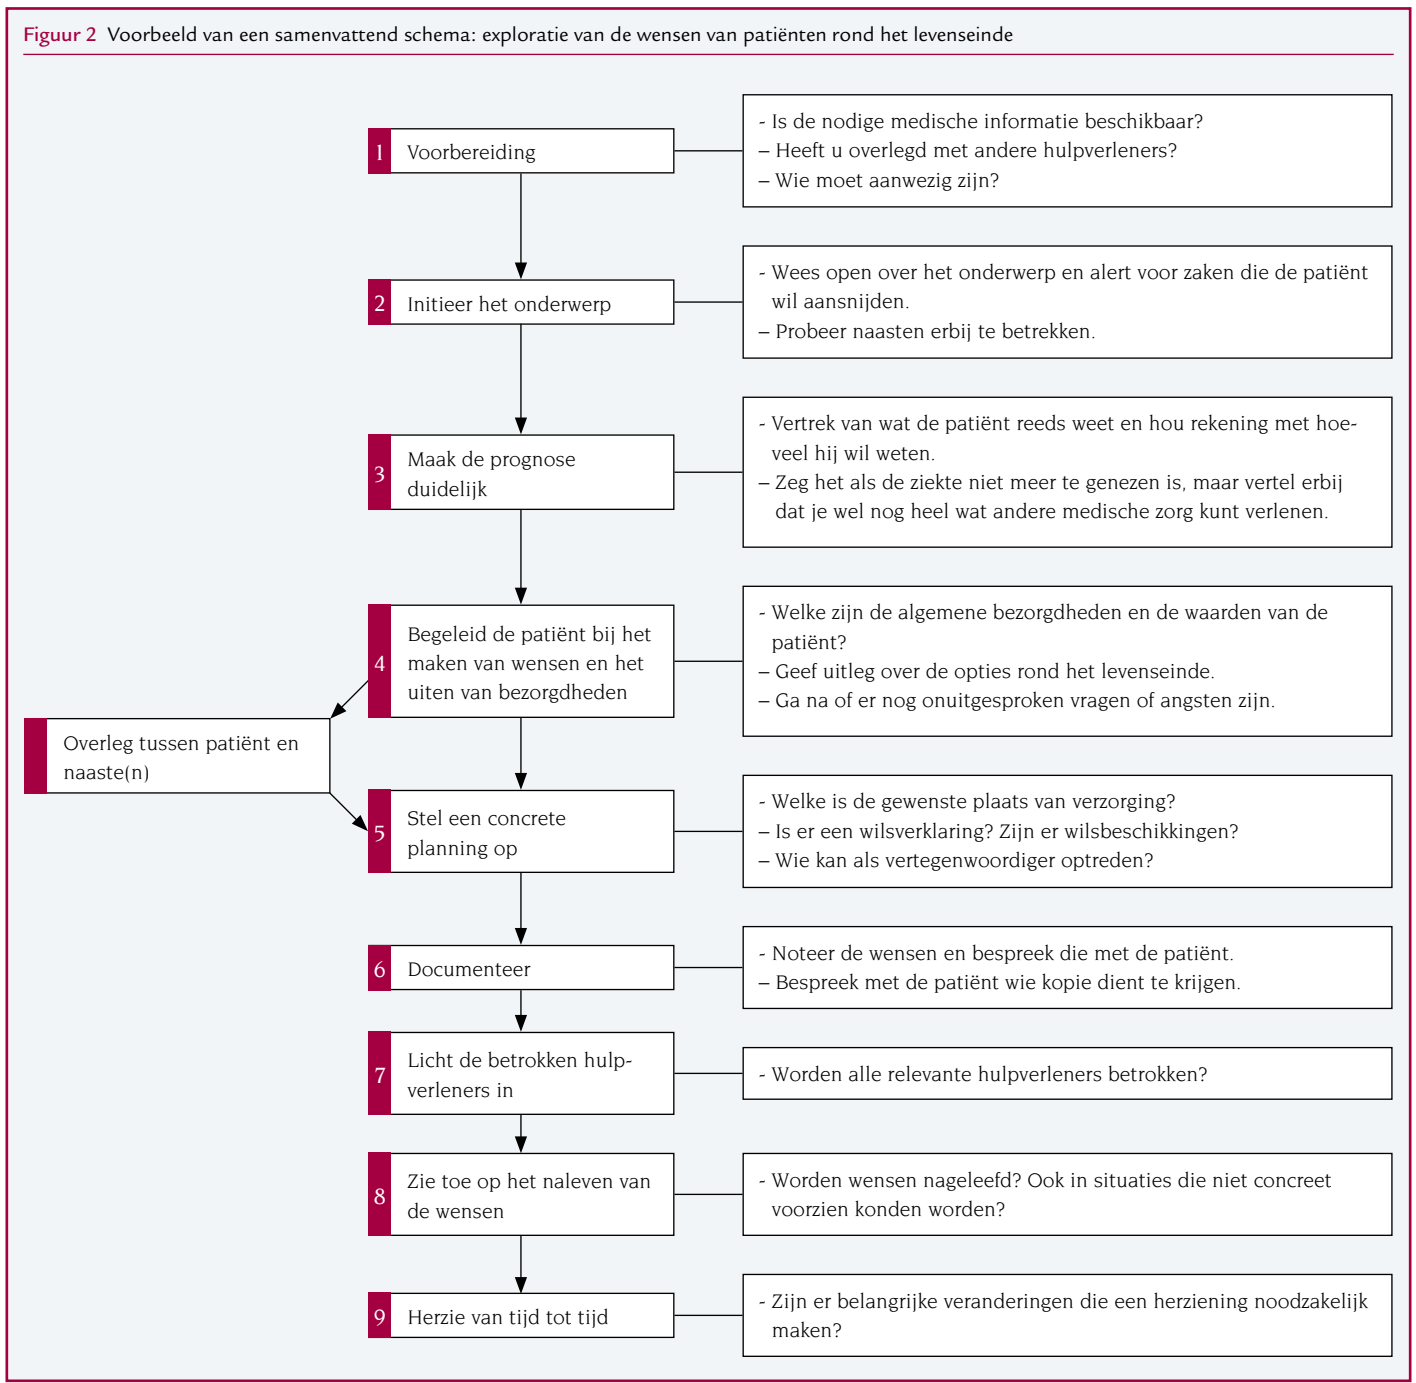 Figuur 2 Voorbeeld van een samenvattend schema: exploratie van de wensen van patiënten rond het levenseinde
1 Voorbereiding
- Is de nodige medische informatie beschikbaar?
– Heeft u overlegd met andere hulpverleners?
– Wie moet aanwezig zijn?
2 Initieer het onderwerp
- Wees open over het onderwerp en alert voor zaken die de patiënt
wil aansnijden.
– Probeer naasten erbij te betrekken.
3 Maak de prognose
duidelijk
- Vertrek van wat de patiënt reeds weet en hou rekening met hoe-
veel hij wil weten.
– Zeg het als de ziekte niet meer te genezen is, maar vertel erbij
dat je wel nog heel wat andere medische zorg kunt verlenen.
4 Begeleid de patiënt bij het
maken van wensen en het
uiten van bezorgdheden
- Welke zijn de algemene bezorgdheden en de waarden van de
patiënt?
– Geef uitleg over de opties rond het levenseinde.
– Ga na of er nog onuitgesproken vragen of angsten zijn.
Overleg tussen patiënt en
naaste(n)
5 Stel een concrete
planning op
- Welke is de gewenste plaats van verzorging?
– Is er een wilsverklaring? Zijn er wilsbeschikkingen?
– Wie kan als vertegenwoordiger optreden?
6 Documenteer
- Noteer de wensen en bespreek die met de patiënt.
– Bespreek met de patiënt wie kopie dient te krijgen.
7 Licht de betrokken hulp-
verleners in
- Worden alle relevante hulpverleners betrokken?
8 Zie toe op het naleven van
de wensen
- Worden wensen nageleefd? Ook in situaties die niet concreet
voorzien konden worden?
9 Herzie van tijd tot tijd
- Zijn er belangrijke veranderingen die een herziening noodzakelijk
maken?